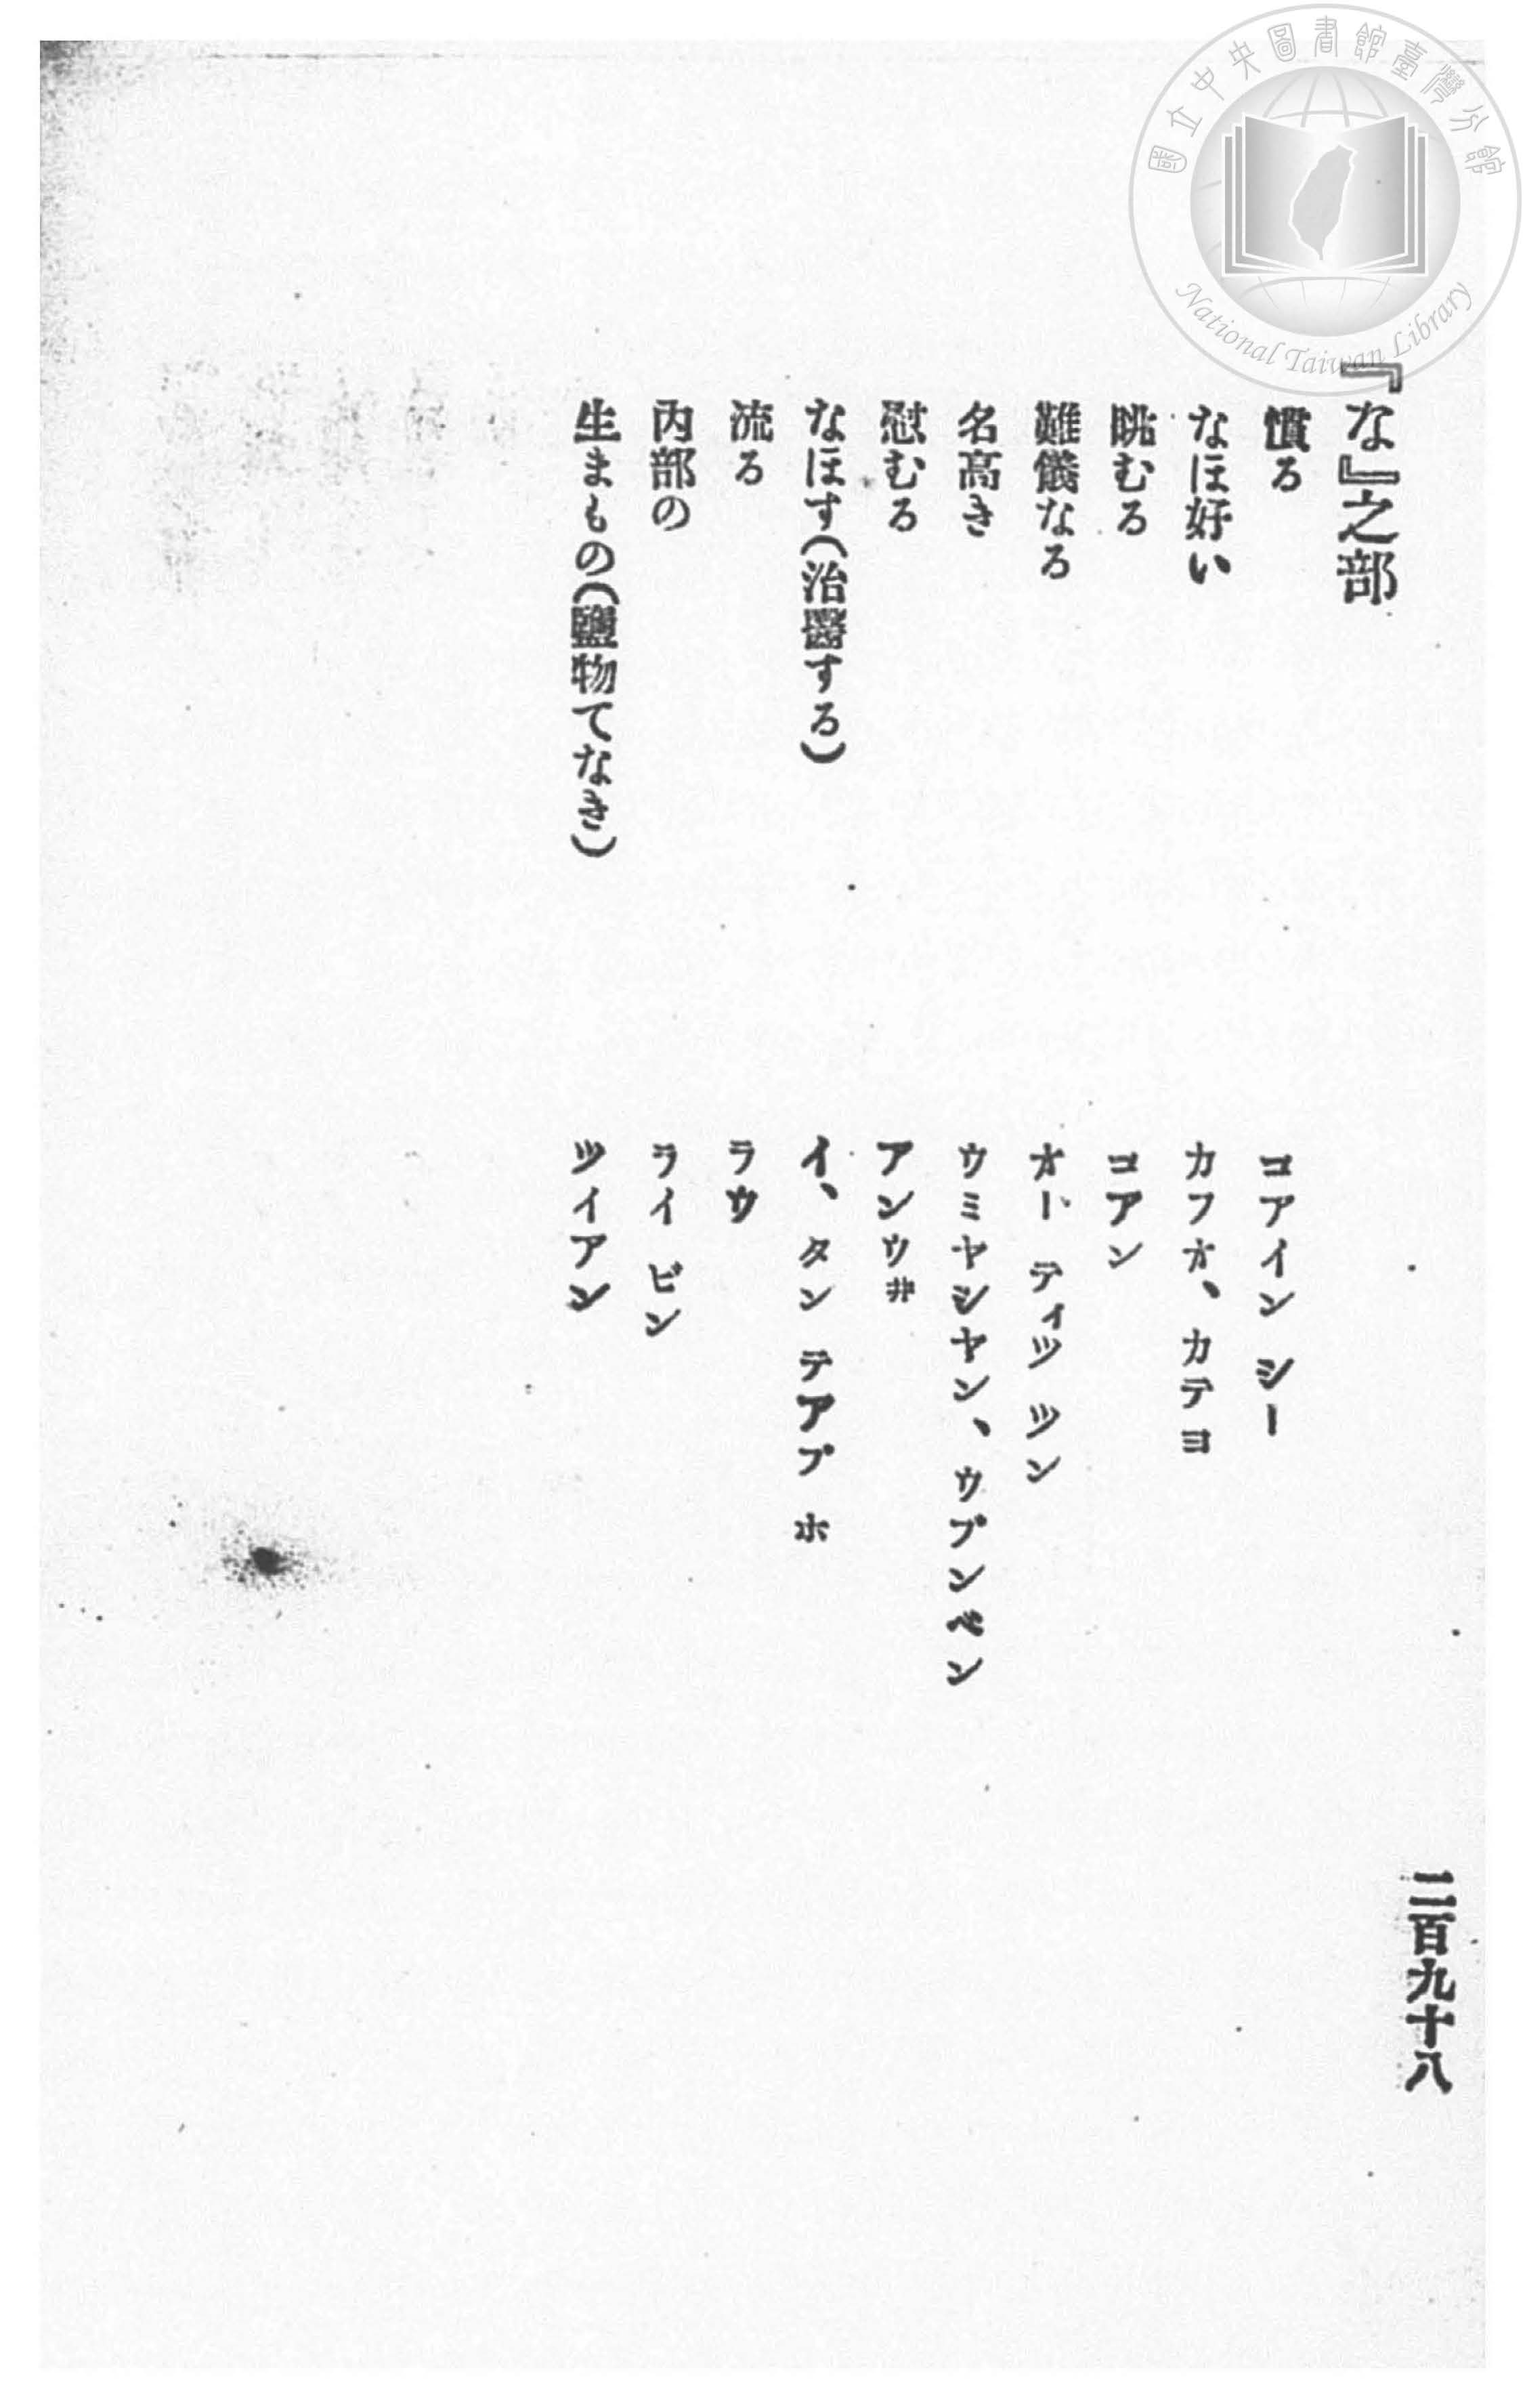 國立中央圖書館臺灣分館
National Taiwan Library
二百九十八
『な』之部
慣る　コアイン　シー
なほ好い　カフオ、カテヨ
眺むる　コアン
難儀なる　オー　ティツ　ツン
名高き　ウミヤシヤン、ウプンペン
慰むる　アンウヰ
なほす(治醫する)　イ、タン　テアプ　ホ
流る　ラウ
內部の　ライ　ビン
生まもの(鹽物てなき)　ツイアン